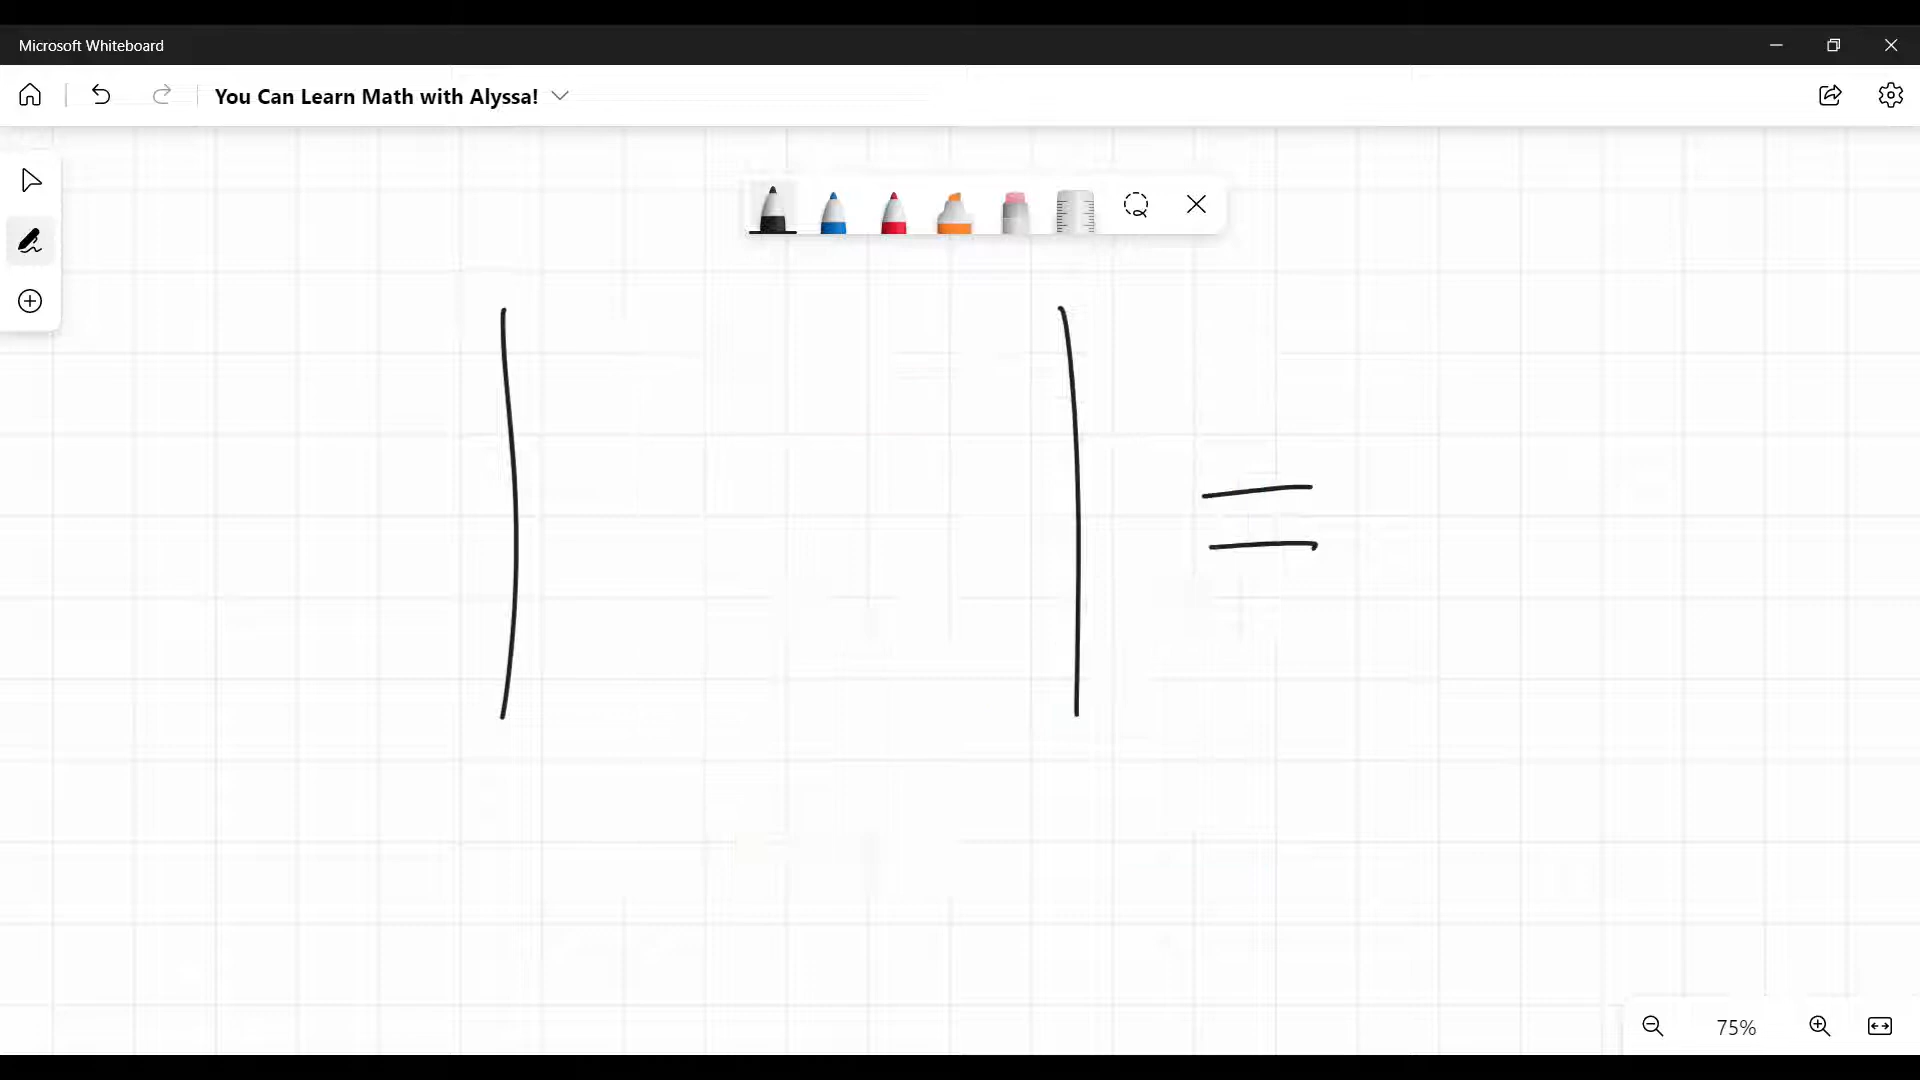 Microsoft Whiteboard
You Can Learn Math with Alyssa!
| | =
75%